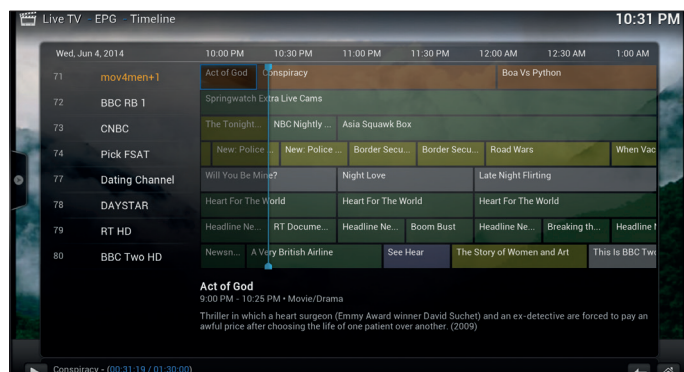 Live TV EPG Timeline 10:31 PM
Wed, Jun 4, 2014 10:00 PM 10:30 PM 11:00 PM 11:30 PM 12:00 AM 12:30 AM 1:00 AM
71 mov4men+1 Act of God Conspiracy Boa Vs Python
72 BBC RB 1 Springwatch Extra Live Cams
73 CNBC The Tonight... NBC Nightly ... Asia Squawk Box
74 Pick FSAT New: Police ... New: Police ... Border Secu... Border Secu... Road Wars When Vac
77 Dating Channel Will You Be Mine? Night Love Late Night Flirting
78 DAYSTAR Heart For The World Heart For The World Heart For The World
79 RT HD Headline Ne... RT Docume... Headline Ne... Boom Bust Headline Ne... Breaking th... Headline
80 BBC Two HD Newsn... A Very British Airline See Hear The Story of Women and Art This Is BBC Two
Act of God
9:00 PM - 10:25 PM • Movie/Drama
Thriller in which a heart surgeon (Emmy Award winner David Suchet) and an ex-detective are forced to pay an
awful price after choosing the life of one patient over another. (2009)
Conspiracy - (00:31:19 / 01:30:00)